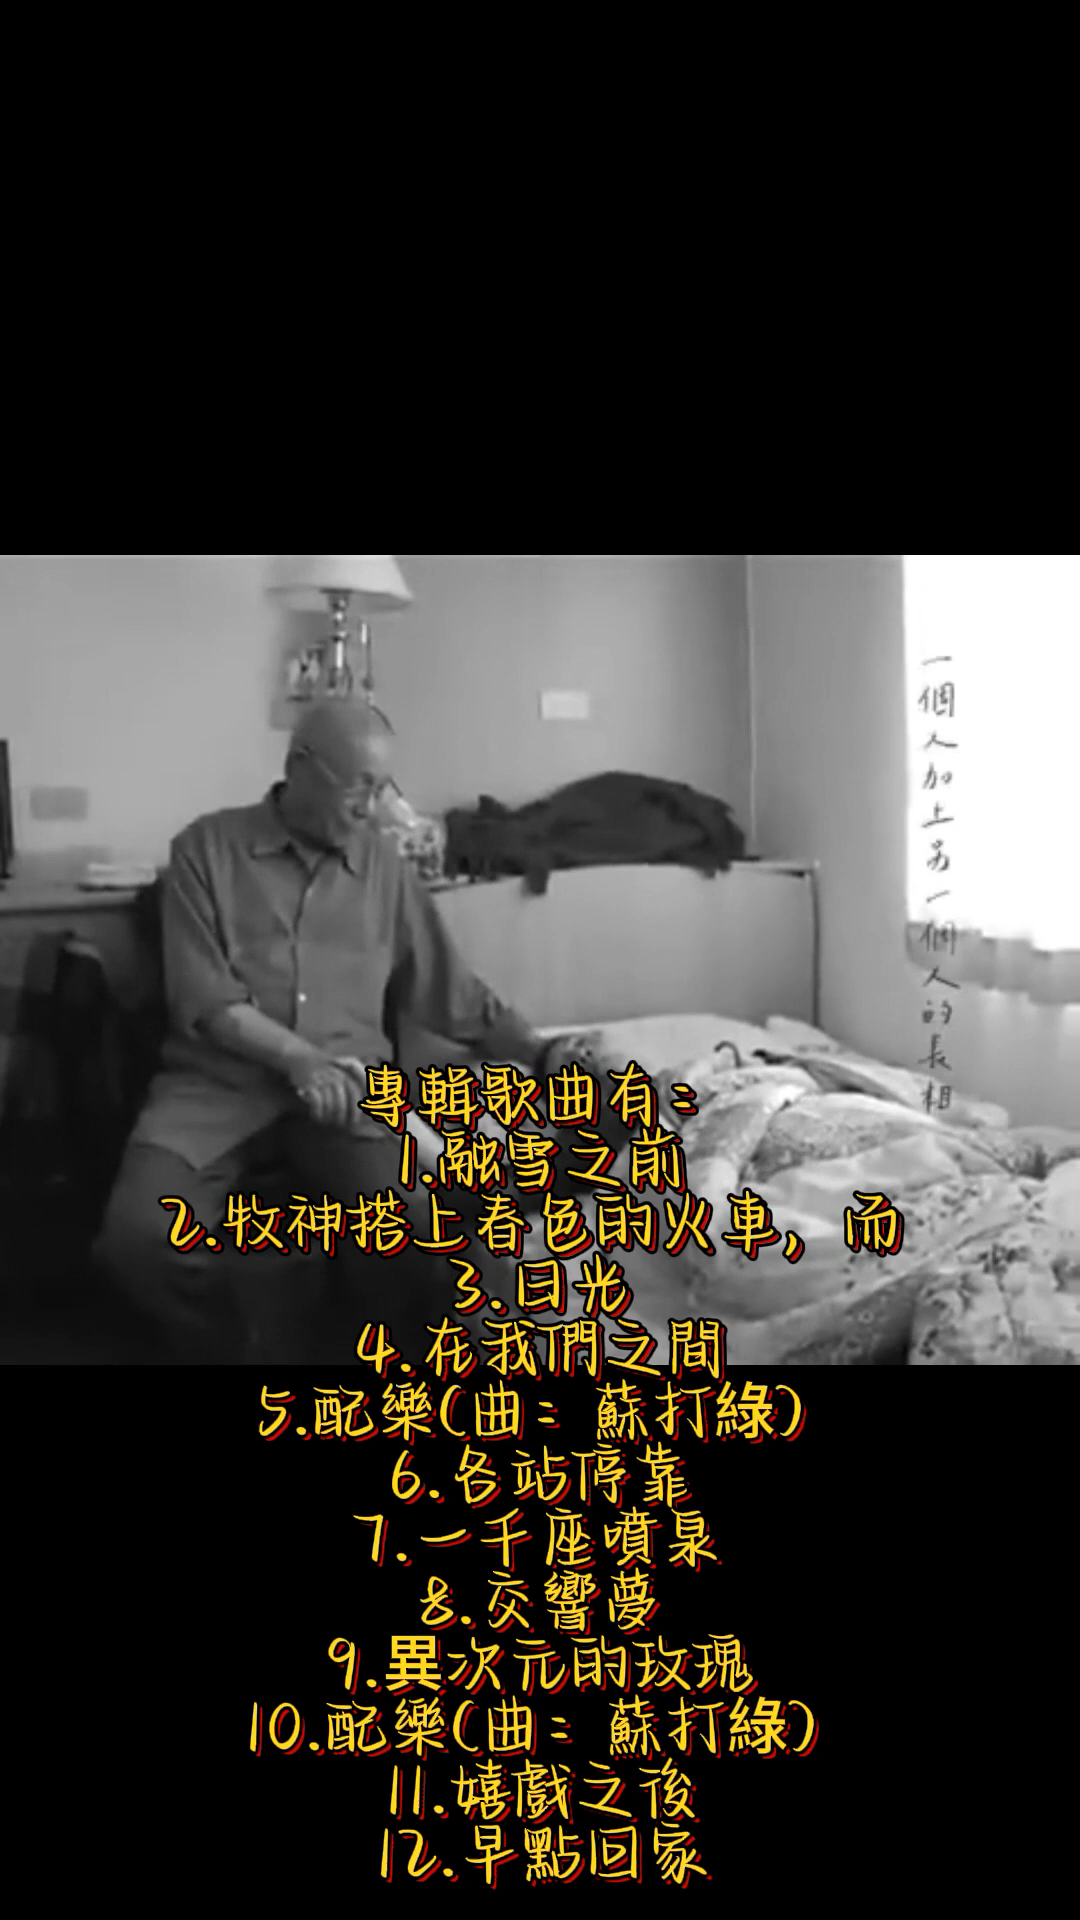 一個人加上另一個人的長相
專輯歌曲有：
1.融雪之前
2.牧神搭上春色的火車，而
3.日光
4.在我們之間
5.配樂(曲：蘇打綠)
6.各站停靠
7.一千座噴泉
8.交響夢
9.異次元的玫瑰
10.配樂(曲：蘇打綠)
11.嬉戲之後
12.早點回家